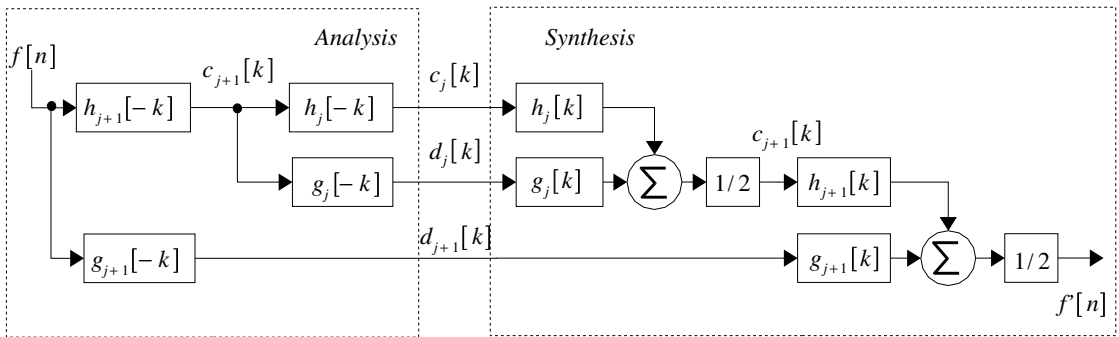 Analysis
Synthesis
f[n]
c_{j+1}[k]
c_j[k]
h_{j+1}[-k]
h_j[-k]
h_j[k]
c_{j+1}[k]
d_j[k]
g_j[-k]
g_j[k]
Σ
1/2
h_{j+1}[k]
d_{j+1}[k]
g_{j+1}[-k]
g_{j+1}[k]
Σ
1/2
f'[n]